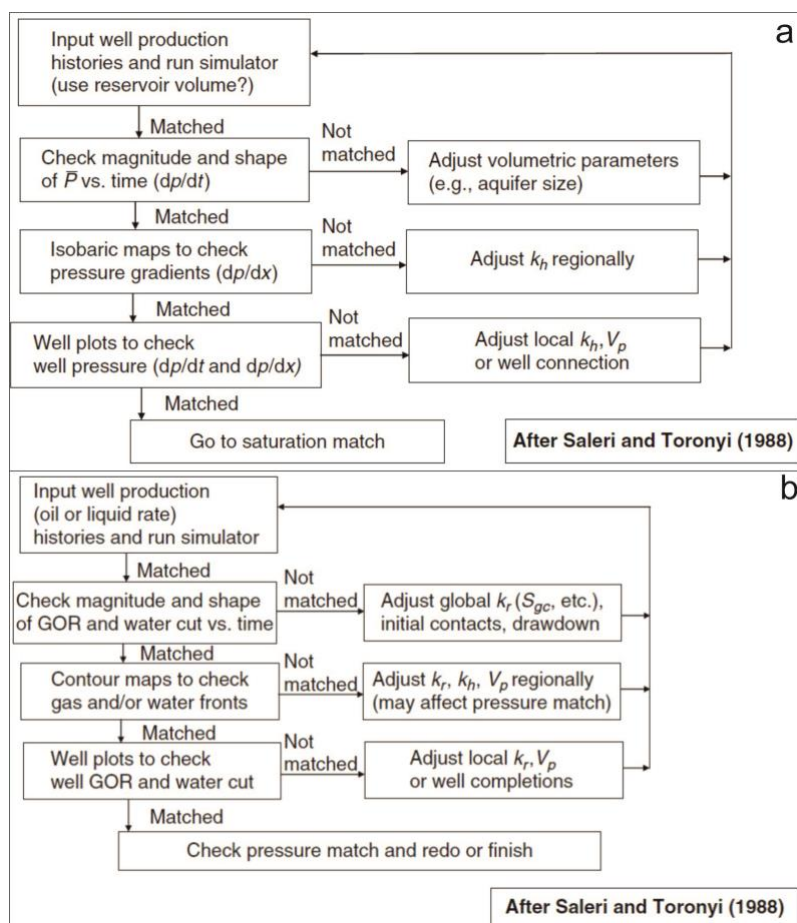 a
Input well production
histories and run simulator
(use reservoir volume?)
Matched
Check magnitude and shape
of P̅ vs. time (dp/dt)
Not
matched
Adjust volumetric parameters
(e.g., aquifer size)
Matched
Isobaric maps to check
pressure gradients (dp/dx)
Not
matched
Adjust kh regionally
Matched
Well plots to check
well pressure (dp/dt and dp/dx)
Not
matched
Adjust local kh, Vp
or well connection
Matched
Go to saturation match
After Saleri and Toronyi (1988)
b
Input well production
(oil or liquid rate)
histories and run simulator
Matched
Check magnitude and shape
of GOR and water cut vs. time
Not
matched
Adjust global kr (Sgc, etc.),
initial contacts, drawdown
Matched
Contour maps to check
gas and/or water fronts
Not
matched
Adjust kr, kh, Vp regionally
(may affect pressure match)
Matched
Well plots to check
well GOR and water cut
Not
matched
Adjust local kr, Vp
or well completions
Matched
Check pressure match and redo or finish
After Saleri and Toronyi (1988)